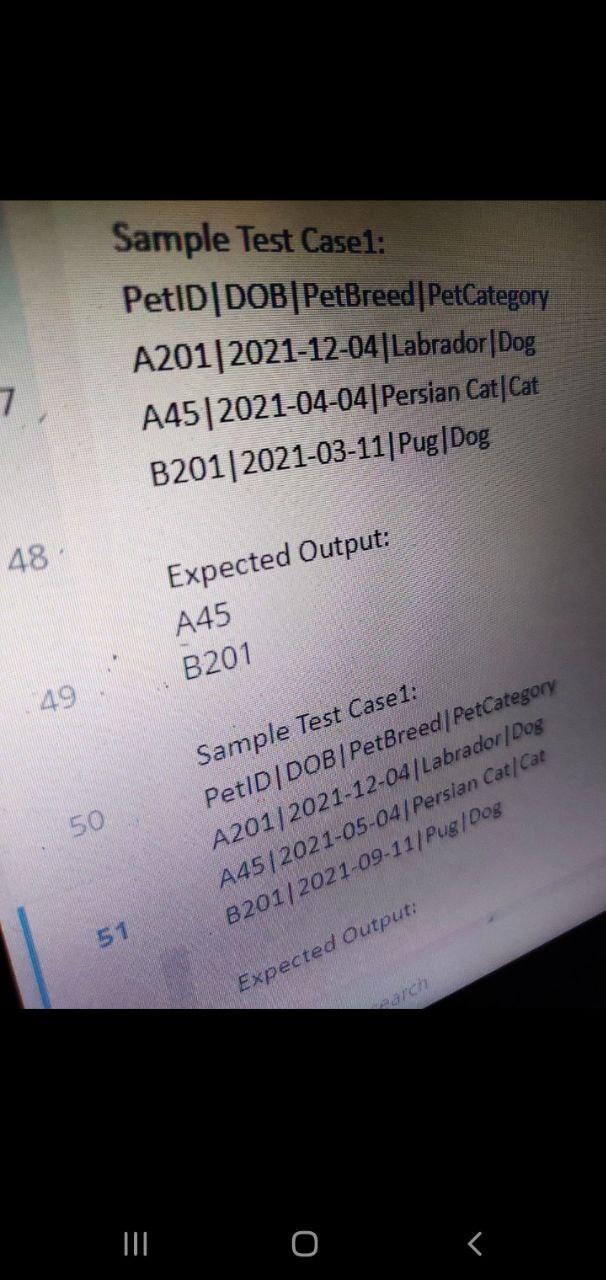 Sample Test Case1:
PetID|DOB|PetBreed|PetCategory
A201|2021-12-04|Labrador|Dog
7
A45|2021-04-04|Persian Cat|Cat
B201|2021-03-11|Pug|Dog
48
Expected Output:
A45
B201
49
Sample Test Case1:
PetID|DOB|PetBreed|PetCategory
50
A201|2021-12-04|Labrador|Dog
A45|2021-05-04|Persian Cat|Cat
B201|2021-09-11|Pug|Dog
51
Expected Output:
earch